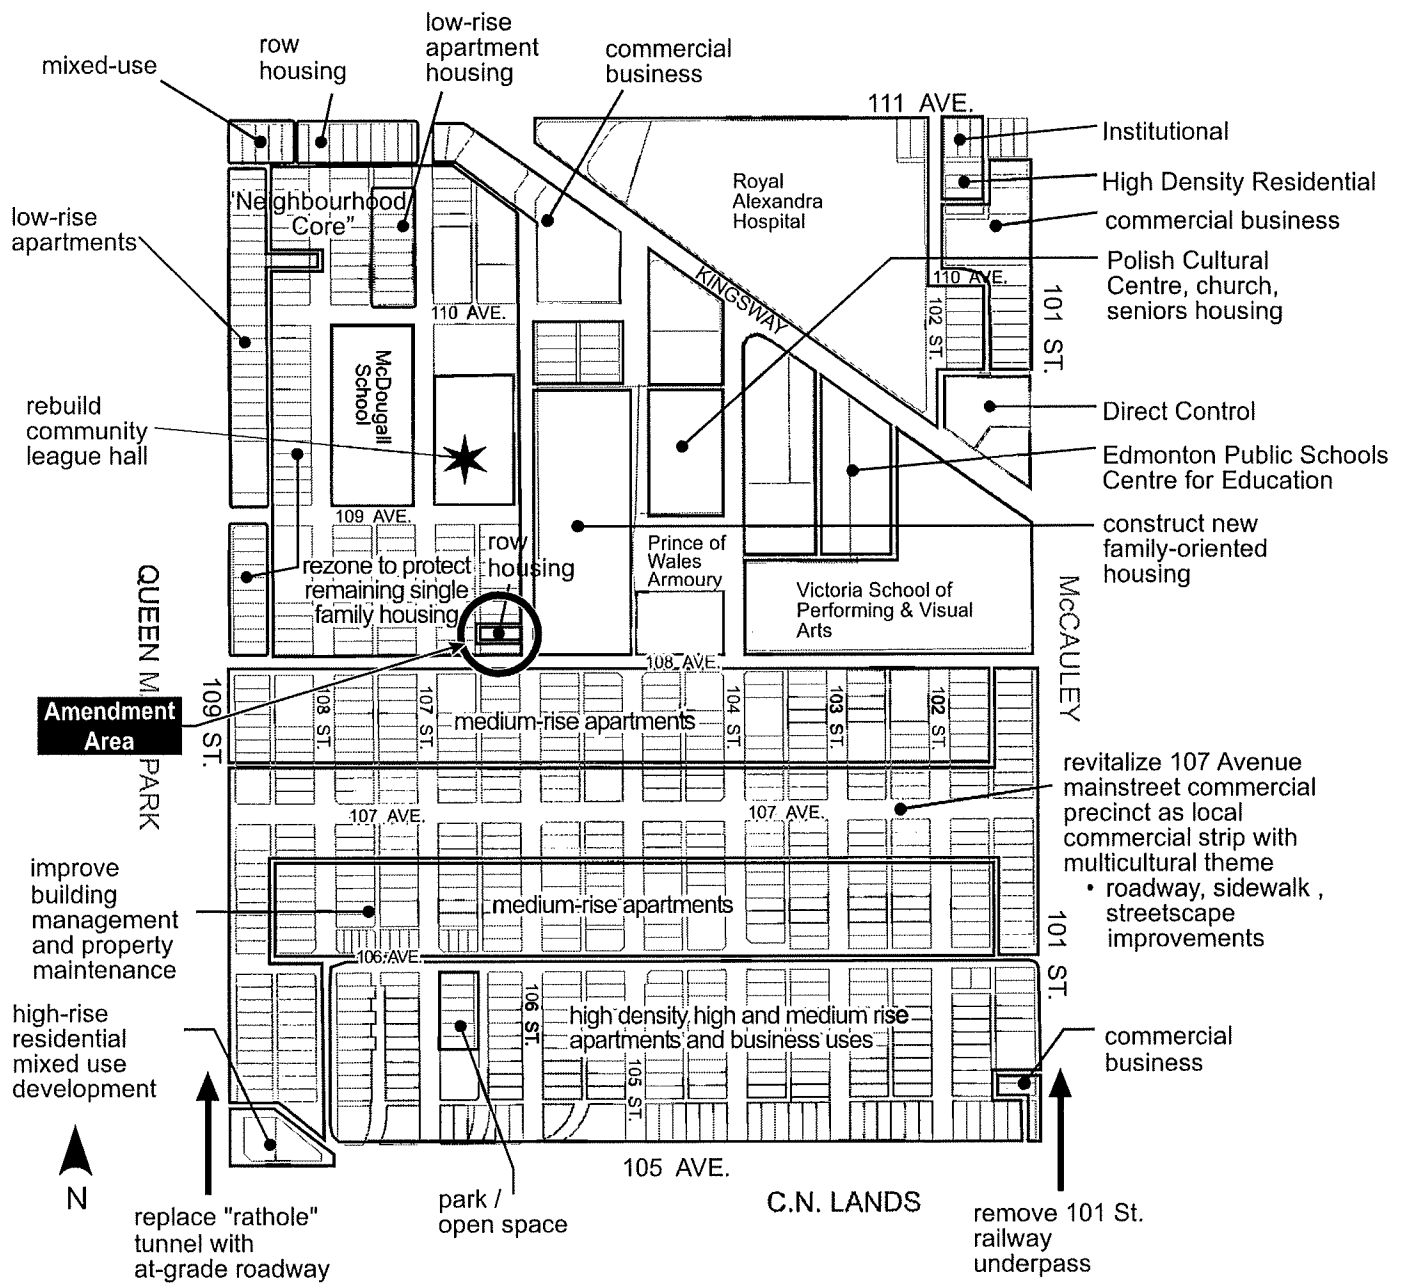 mixed-use
row
housing
low-rise
apartment
housing
commercial
business
111 AVE.
Institutional
High Density Residential
commercial business
Polish Cultural
Centre, church,
seniors housing
Direct Control
Edmonton Public Schools
Centre for Education
construct new
family-oriented
housing
Royal
Alexandra
Hospital
"Neighbourhood
Core"
low-rise
apartments
KINGSWAY
110 AVE.
110 AVE.
102 ST.
101 ST.
McDougall
School
rebuild
community
league hall
109 AVE.
row
housing
rezone to protect
remaining single
family housing
Prince of
Wales
Armoury
Victoria School of
Performing & Visual
Arts
QUEEN M
PARK
McCAULEY
108 AVE.
Amendment
Area
109 ST.
108 ST.
107 ST.
medium-rise apartments
104 ST.
103 ST.
102 ST.
revitalize 107 Avenue
mainstreet commercial
precinct as local
commercial strip with
multicultural theme
• roadway, sidewalk ,
streetscape
improvements
107 AVE.
107 AVE.
improve
building
management
and property
maintenance
medium-rise apartments
106 AVE.
101 ST.
high-rise
residential
mixed use
development
106 ST.
high density high and medium rise
apartments and business uses
105 ST.
commercial
business
N
105 AVE.
C.N. LANDS
replace "rathole"
tunnel with
at-grade roadway
park /
open space
remove 101 St.
railway
underpass